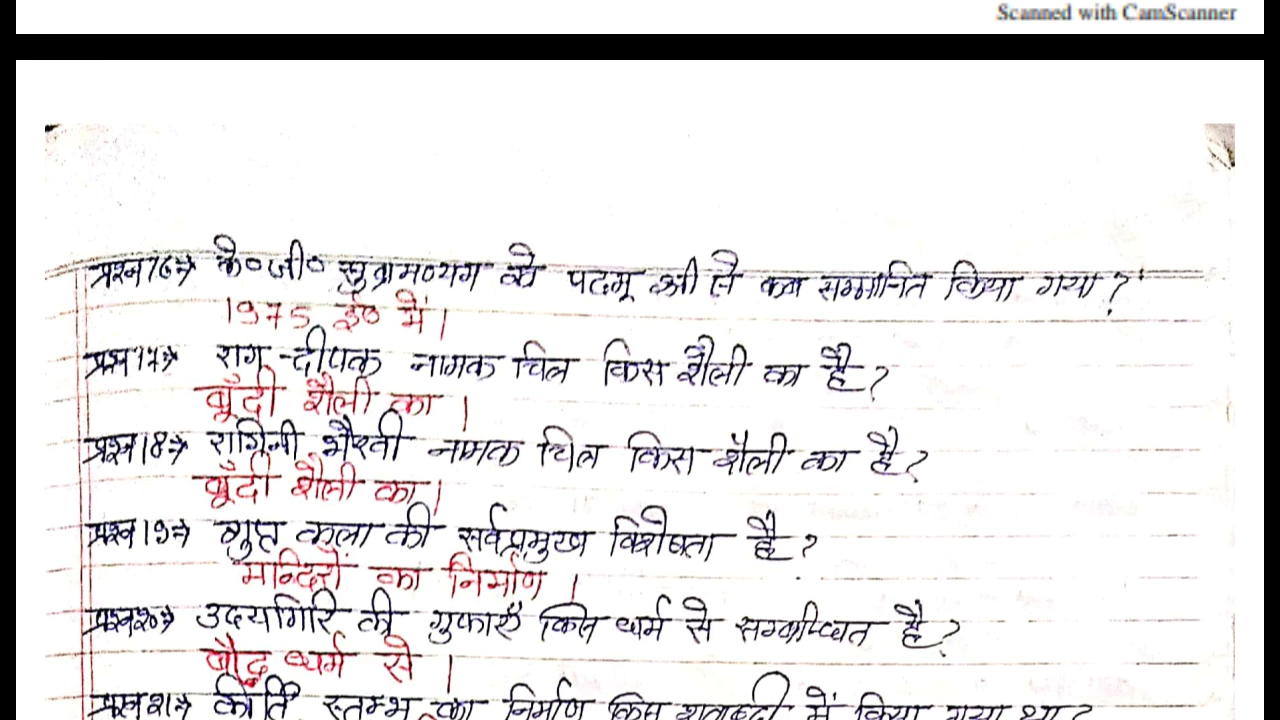 Scanned with CamScanner
प्रश्न16⇒ के०जी० सुब्रामण्यम को पदम् श्री से कब सम्मानित किया गया?
1975 ई० में।
प्रश्न17⇒ राग-दीपक नामक चित्र किस शैली का है?
बूँदी शैली का।
प्रश्न18⇒ रागिनी भैरवी नामक चित्र किस शैली का है?
बूँदी शैली का।
प्रश्न19⇒ गुप्त कला की सर्वप्रमुख विशेषता है?
मन्दिरों का निर्माण।
प्रश्न20⇒ उदयगिरि की गुफाएँ किस धर्म से सम्बन्धित है?
बौद्ध धर्म से।
प्रश्न21⇒ कीर्ति स्तम्भ का निर्माण किस शताब्दी में किया गया था?